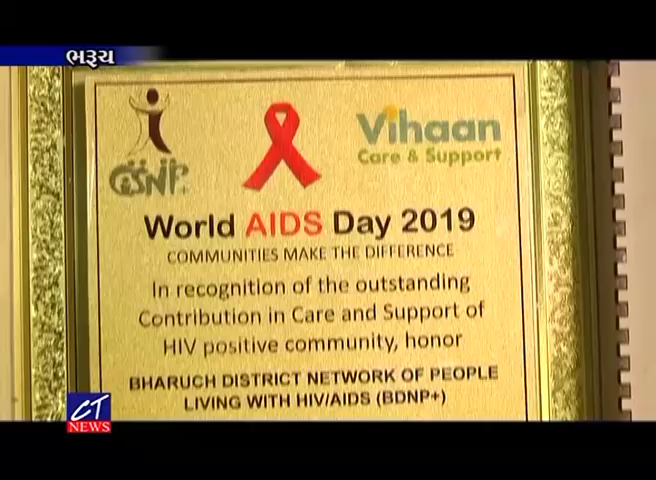 ભરૂચ
GSNP+
Vihaan
Care & Support
World AIDS Day 2019
COMMUNITIES MAKE THE DIFFERENCE
In recognition of the outstanding
Contribution in Care and Support of
HIV positive community, honor
BHARUCH DISTRICT NETWORK OF PEOPLE
LIVING WITH HIV/AIDS (BDNP+)
CT
NEWS